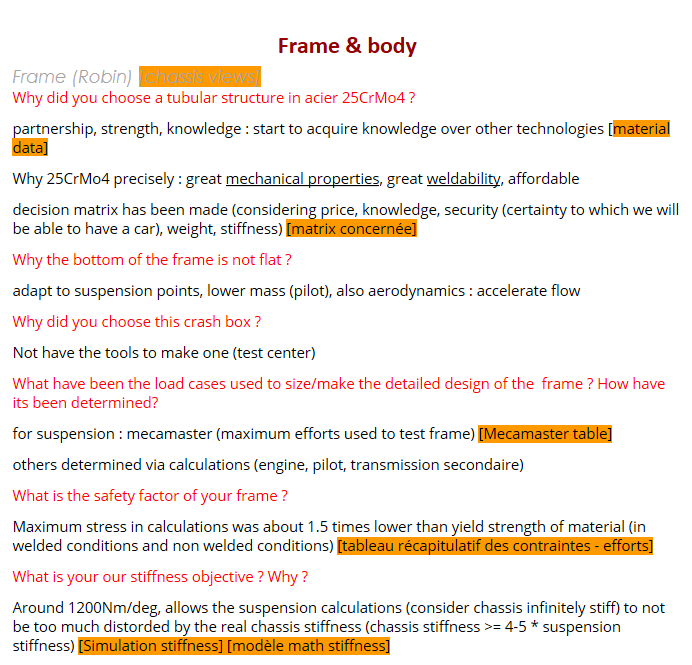 Frame & body
Frame (Robin) [chassis views]
Why did you choose a tubular structure in acier 25CrMo4 ?
partnership, strength, knowledge : start to acquire knowledge over other technologies [material
data]
Why 25CrMo4 precisely : great mechanical properties, great weldability, affordable
decision matrix has been made (considering price, knowledge, security (certainty to which we will
be able to have a car), weight, stiffness) [matrix concernée]
Why the bottom of the frame is not flat ?
adapt to suspension points, lower mass (pilot), also aerodynamics : accelerate flow
Why did you choose this crash box ?
Not have the tools to make one (test center)
What have been the load cases used to size/make the detailed design of the  frame ? How have
its been determined?
for suspension : mecamaster (maximum efforts used to test frame) [Mecamaster table]
others determined via calculations (engine, pilot, transmission secondaire)
What is the safety factor of your frame ?
Maximum stress in calculations was about 1.5 times lower than yield strength of material (in
welded conditions and non welded conditions) [tableau récapitulatif des contraintes - efforts]
What is your our stiffness objective ? Why ?
Around 1200Nm/deg, allows the suspension calculations (consider chassis infinitely stiff) to not
be too much distorded by the real chassis stiffness (chassis stiffness >= 4-5 * suspension
stiffness) [Simulation stiffness] [modèle math stiffness]